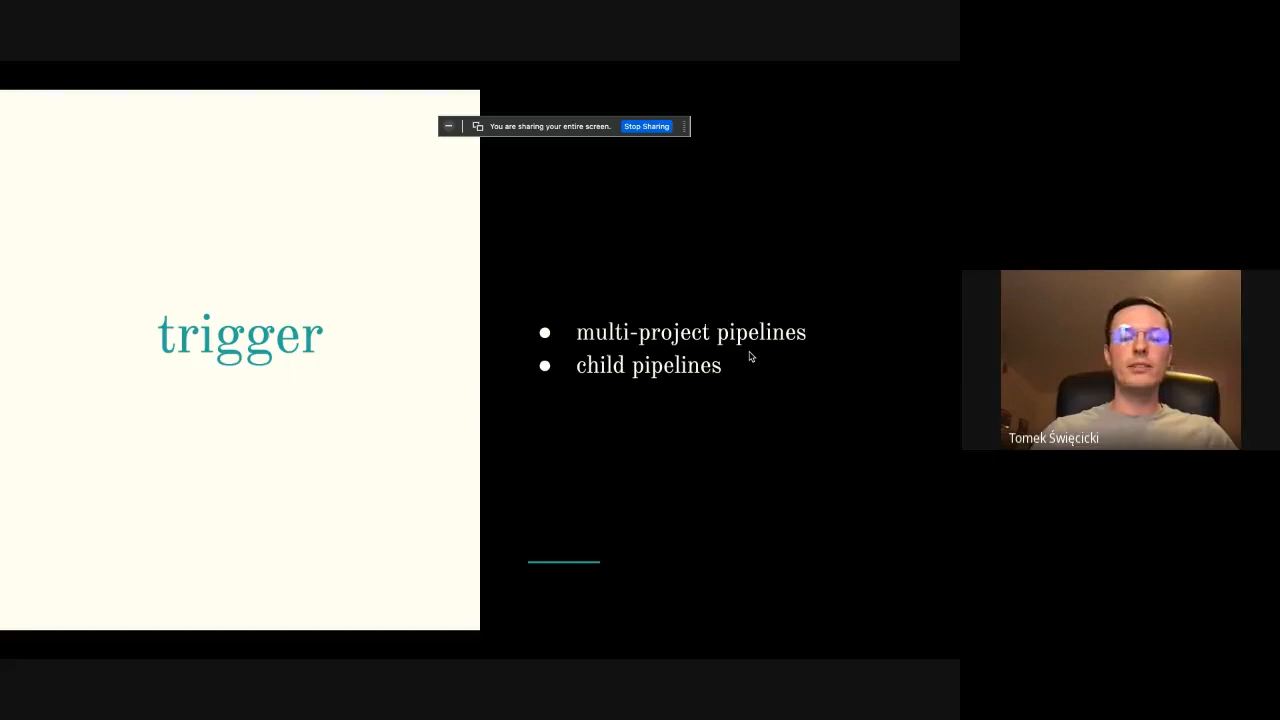 You are sharing your entire screen. Stop Sharing
trigger
● multi-project pipelines
● child pipelines
Tomek Święcicki